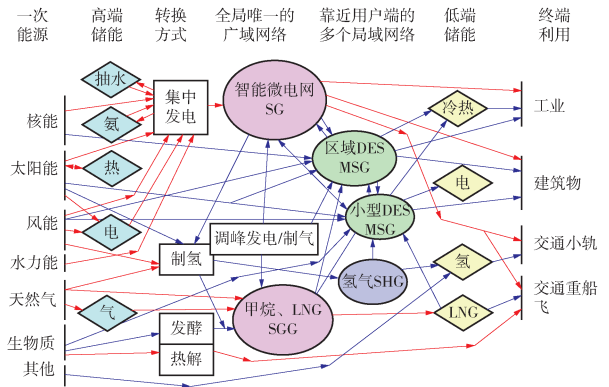 一次
能源
高端
储能
转换
方式
全局唯一的
广域网络
靠近用户端的
多个局域网络
低端
储能
终端
利用
抽水
氨
热
电
气
核能
太阳能
风能
水力能
天然气
生物质
其他
集中
发电
制氢
发酵
热解
智能微电网
SG
调峰发电/制气
甲烷、LNG
SGG
区域DES
MSG
小型DES
MSG
氢气SHG
冷热
电
氢
LNG
工业
建筑物
交通小轨
交通重船
飞